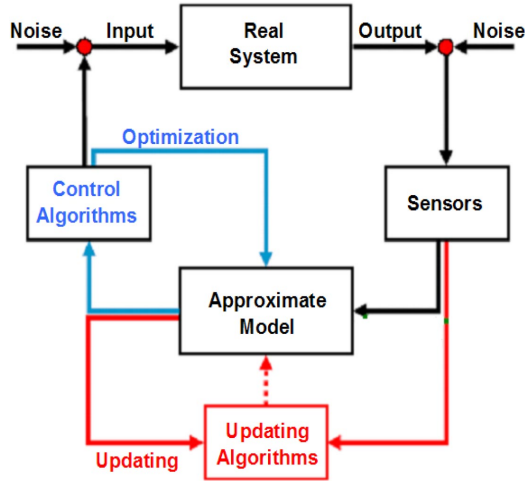 Noise
Input
Real
System
Output
Noise
Optimization
Control
Algorithms
Sensors
Approximate
Model
Updating
Updating
Algorithms